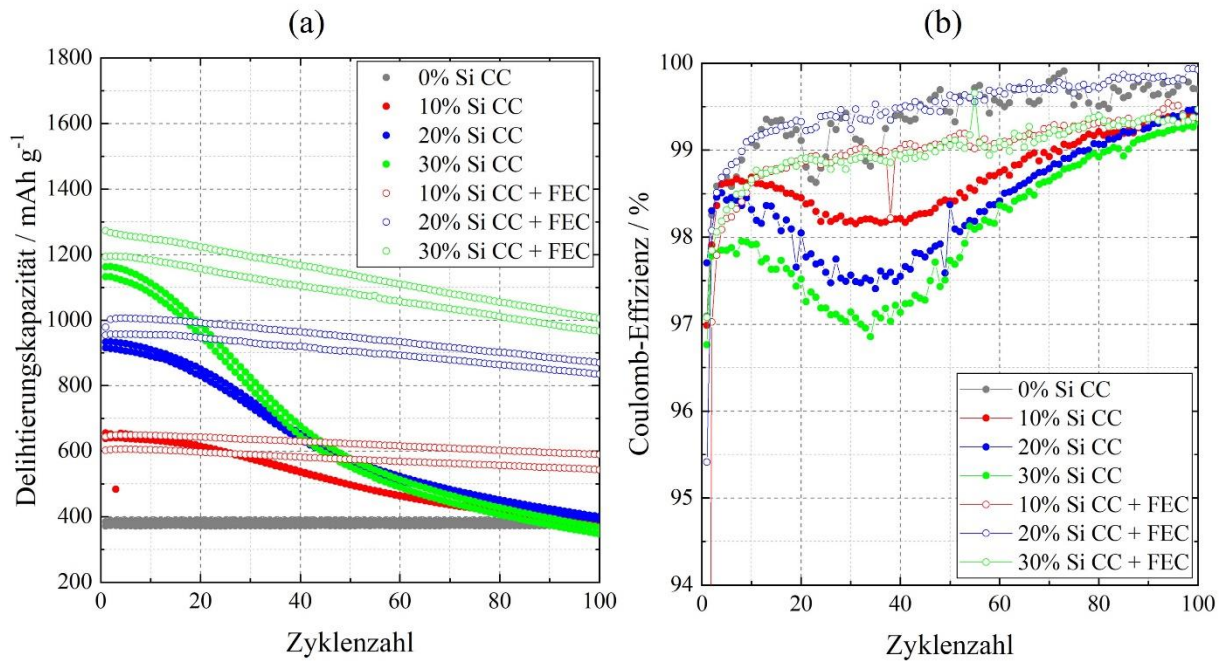 (a)
Delihtierungskapazität / mAh g-1
1800
1600
1400
1200
1000
800
600
400
200
0% Si CC
10% Si CC
20% Si CC
30% Si CC
10% Si CC + FEC
20% Si CC + FEC
30% Si CC + FEC
0
20
40
60
80
100
Zyklenzahl
(b)
Coulomb-Effizienz / %
100
99
98
97
96
95
94
0% Si CC
10% Si CC
20% Si CC
30% Si CC
10% Si CC + FEC
20% Si CC + FEC
30% Si CC + FEC
0
20
40
60
80
100
Zyklenzahl